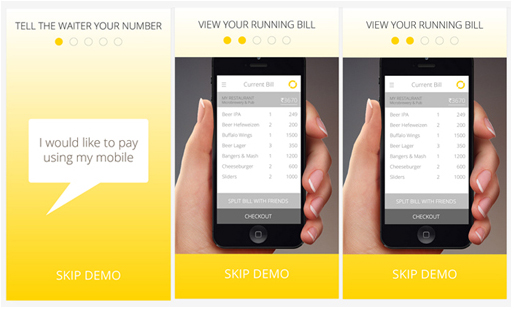 TELL THE WAITER YOUR NUMBER
I would like to pay
using my mobile
SKIP DEMO
VIEW YOUR RUNNING BILL
Current Bill
MR RESTAURANT
Beer IPA 1 249
Beer Hefeweizen 2 200
Buffalo Wings 1 1500
Beer Lager 3 350
Bangers & Mash 1 1200
Cheeseburger 2 600
Sliders 2 1000
SPLIT BILL WITH FRIENDS
CHECKOUT
SKIP DEMO
VIEW YOUR RUNNING BILL
Current Bill
MR RESTAURANT
Beer IPA 1 249
Beer Hefeweizen 2 200
Buffalo Wings 1 1500
Beer Lager 3 350
Bangers & Mash 1 1200
Cheeseburger 2 600
Sliders 2 1000
SPLIT BILL WITH FRIENDS
CHECKOUT
SKIP DEMO